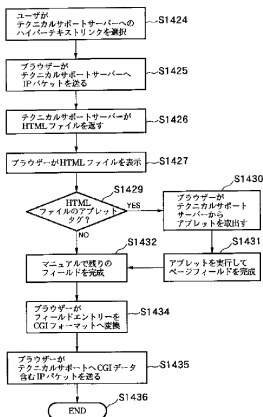 ユーザが
テクニカルサポートサーバーへの
ハイパーテキストリンクを選択
S1424
ブラウザーが
テクニカルサポートサーバーへ
IPパケットを送る
S1425
テクニカルサポートサーバーが
HTMLファイルを返す
S1426
ブラウザーがHTMLファイルを表示
S1427
HTML
ファイルのアプレット
タグ？
S1429
YES
NO
ブラウザーが
テクニカルサポート
サーバーから
アプレットを取出す
S1430
アプレットを実行して
ページフィールドを完成
S1431
マニュアルで残りの
フィールドを完成
S1432
ブラウザーが
フィールドエントリーを
CGIフォーマットへ変換
S1434
ブラウザーが
テクニカルサポートへCGIデータ
含むIPパケットを送る
S1435
END
S1436